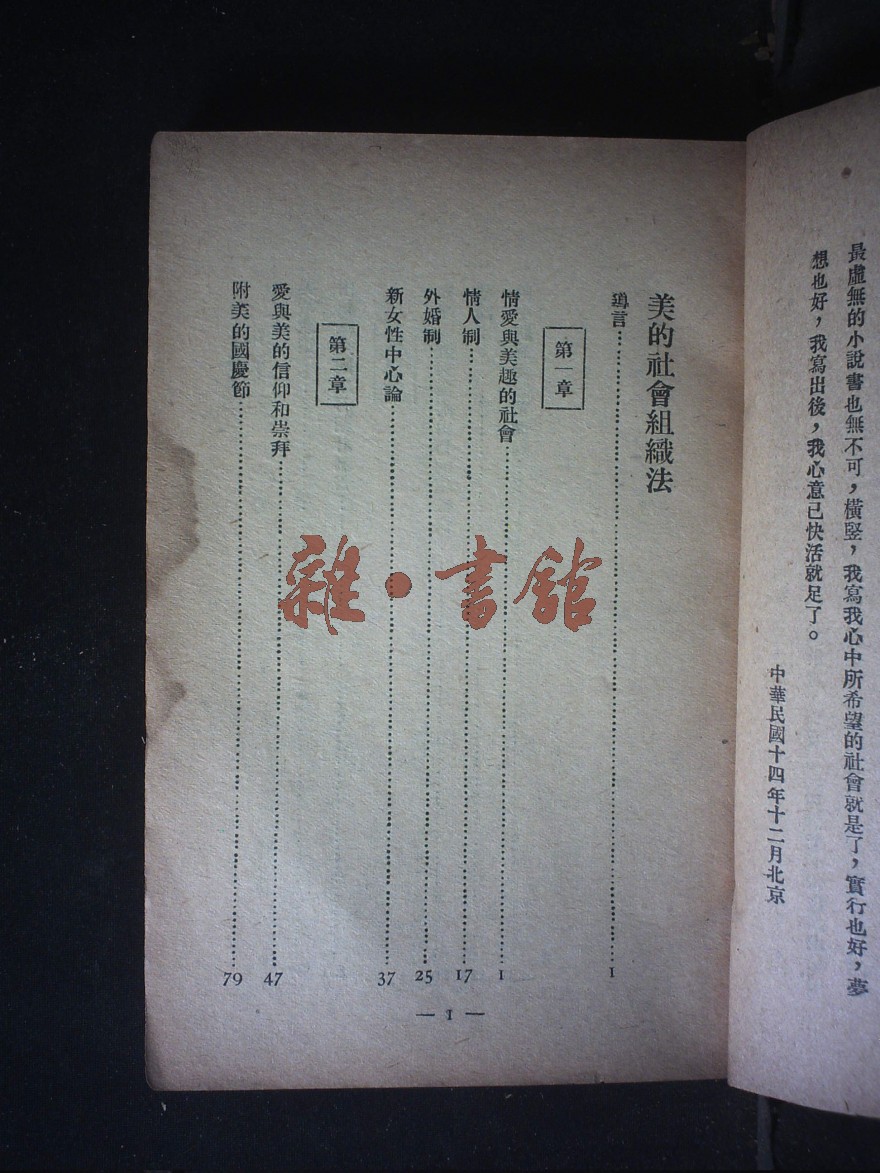 最虛無的小說書也無不可,橫竪,我寫我心中所希望的社會就是了,實行也好,夢
想也好,我寫出後,我心意已快活就足了。
中華民國十四年十二月北京
美的社會組織法
導言 1
第一章
情愛與美趣的社會 1
情人制 17
外婚制 25
新女性中心論 37
第二章
愛與美的信仰和崇拜 47
附美的國慶節 79
— 1 —
雜·書館